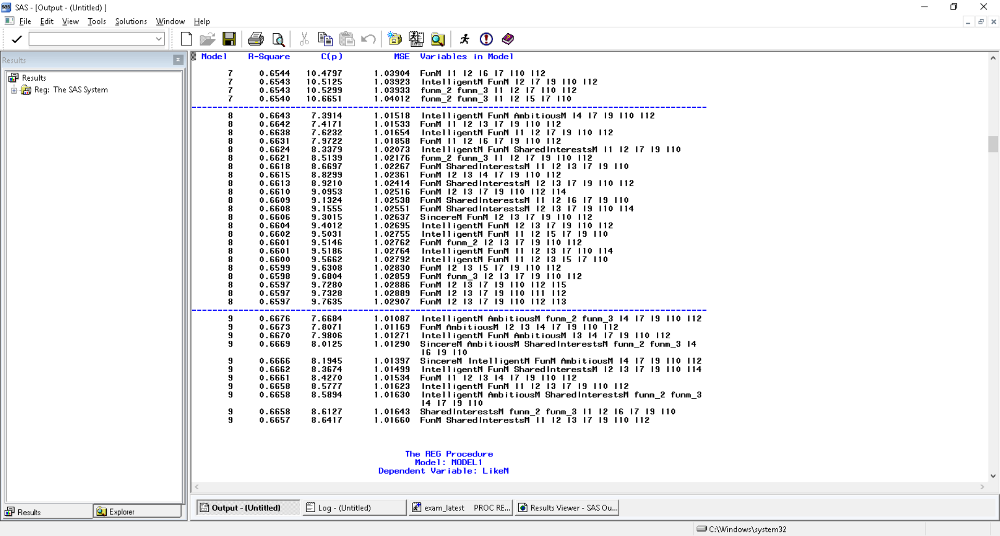 SAS - [Output - (Untitled) ]
File Edit View Tools Solutions Window Help
Results
Results
Reg: The SAS System
Model R-Square C(p) MSE Variables in Model
7 0.6544 10.4797 1.03904 FunM I1 I2 I6 I7 I10 I12
7 0.6543 10.5125 1.03923 IntelligentM FunM I2 I7 I9 I10 I12
7 0.6543 10.5299 1.03933 funm_2 funm_3 I1 I2 I7 I10 I12
7 0.6540 10.6651 1.04012 funm_2 funm_3 I1 I2 I5 I7 I10
8 0.6643 7.3914 1.01518 IntelligentM FunM AmbitiousM I4 I7 I9 I10 I12
8 0.6642 7.4171 1.01533 FunM I1 I2 I3 I7 I9 I10 I12
8 0.6638 7.6232 1.01654 IntelligentM FunM I1 I2 I7 I9 I10 I12
8 0.6631 7.9722 1.01858 FunM I1 I2 I6 I7 I9 I10 I12
8 0.6624 8.3379 1.02073 IntelligentM FunM SharedInterestsM I1 I2 I7 I9 I10
8 0.6621 8.5139 1.02176 funm_2 funm_3 I1 I2 I7 I9 I10 I12
8 0.6618 8.6697 1.02267 FunM SharedInterestsM I1 I2 I3 I7 I9 I10
8 0.6615 8.8299 1.02361 FunM I2 I3 I4 I7 I9 I10 I12
8 0.6613 8.9210 1.02414 FunM SharedInterestsM I2 I3 I7 I9 I10 I12
8 0.6610 9.0953 1.02516 FunM I2 I3 I7 I9 I10 I12 I14
8 0.6609 9.1324 1.02538 FunM SharedInterestsM I1 I2 I6 I7 I9 I10
8 0.6608 9.1555 1.02551 FunM SharedInterestsM I2 I3 I7 I9 I10 I14
8 0.6606 9.3015 1.02637 SincereM FunM I2 I3 I7 I9 I10 I12
8 0.6604 9.4012 1.02695 IntelligentM FunM I2 I3 I7 I9 I10 I12
8 0.6602 9.5031 1.02755 IntelligentM FunM I1 I2 I5 I7 I9 I10
8 0.6601 9.5146 1.02762 FunM funm_2 I2 I3 I7 I9 I10 I12
8 0.6601 9.5186 1.02764 IntelligentM FunM I1 I2 I3 I7 I10 I14
8 0.6600 9.5662 1.02792 IntelligentM FunM I1 I2 I3 I5 I7 I10
8 0.6599 9.6308 1.02830 FunM I2 I3 I5 I7 I9 I10 I12
8 0.6598 9.6804 1.02859 FunM funm_3 I2 I3 I7 I9 I10 I12
8 0.6597 9.7280 1.02886 FunM I2 I3 I7 I9 I10 I12 I15
8 0.6597 9.7328 1.02889 FunM I2 I3 I7 I9 I10 I11 I12
8 0.6597 9.7635 1.02907 FunM I2 I3 I7 I9 I10 I12 I13
9 0.6676 7.6684 1.01087 IntelligentM AmbitiousM funm_2 funm_3 I4 I7 I9 I10 I12
9 0.6673 7.8071 1.01169 FunM AmbitiousM I2 I3 I4 I7 I9 I10 I12
9 0.6670 7.9806 1.01271 IntelligentM FunM AmbitiousM I3 I4 I7 I9 I10 I12
9 0.6669 8.0125 1.01290 SincereM AmbitiousM SharedInterestsM funm_2 funm_3 I4
I6 I9 I10
9 0.6666 8.1945 1.01397 SincereM IntelligentM FunM AmbitiousM I4 I7 I9 I10 I12
9 0.6662 8.3674 1.01499 IntelligentM FunM SharedInterestsM I2 I3 I7 I9 I10 I14
9 0.6661 8.4270 1.01534 FunM I1 I2 I3 I4 I7 I9 I10 I12
9 0.6658 8.5777 1.01623 IntelligentM FunM I1 I2 I3 I7 I9 I10 I12
9 0.6658 8.5894 1.01630 IntelligentM AmbitiousM SharedInterestsM funm_2 funm_3
I4 I7 I9 I10
9 0.6658 8.6127 1.01643 SharedInterestsM funm_2 funm_3 I1 I2 I6 I7 I9 I10
9 0.6657 8.6417 1.01660 FunM SharedInterestsM I1 I2 I3 I7 I9 I10 I12
The REG Procedure
Model: MODEL1
Dependent Variable: LikeM
Results Explorer
Output - (Untitled) Log - (Untitled) exam_latest PROC RE... Results Viewer - SAS Ou...
C:\Windows\system32